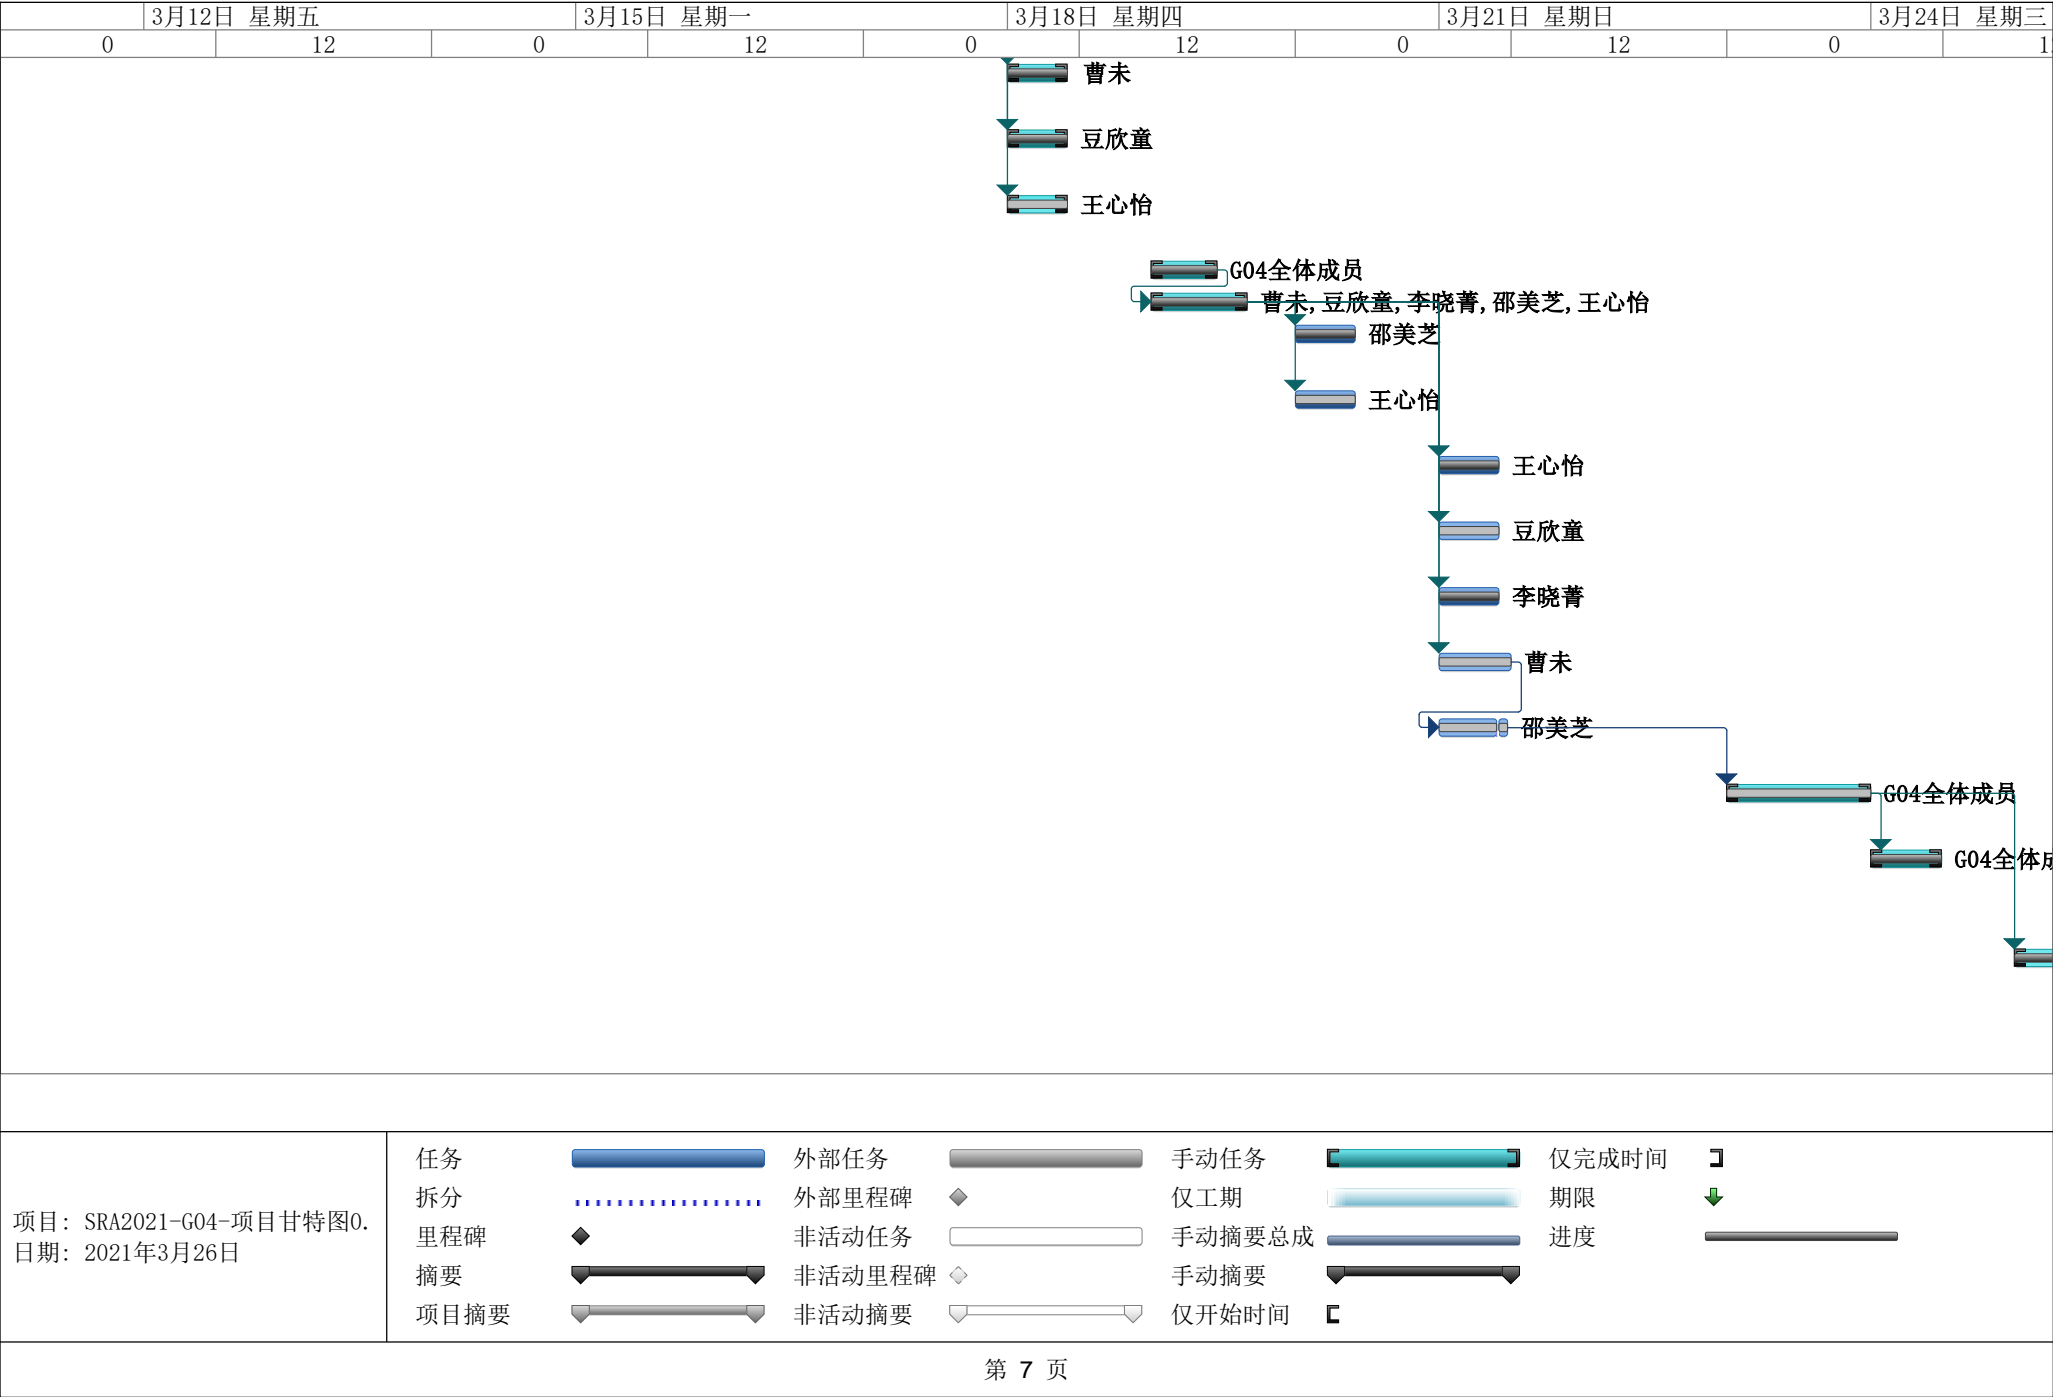 3月12日 星期五 3月15日 星期一 3月18日 星期四 3月21日 星期日 3月24日 星期三
0 12 0 12 0 12 0 12 0
曹未
豆欣童
王心怡
G04全体成员
曹未,豆欣童,李晓菁,邵美芝,王心怡
邵美芝
王心怡
王心怡
豆欣童
李晓菁
曹未
邵美芝
G04全体成员
G04全体
任务 外部任务 手动任务 仅完成时间
拆分 外部里程碑 仅工期 期限
里程碑 非活动任务 手动摘要总成 进度
摘要 非活动里程碑 手动摘要
项目摘要 非活动摘要 仅开始时间
项目: SRA2021-G04-项目甘特图0.
日期: 2021年3月26日
第 7 页